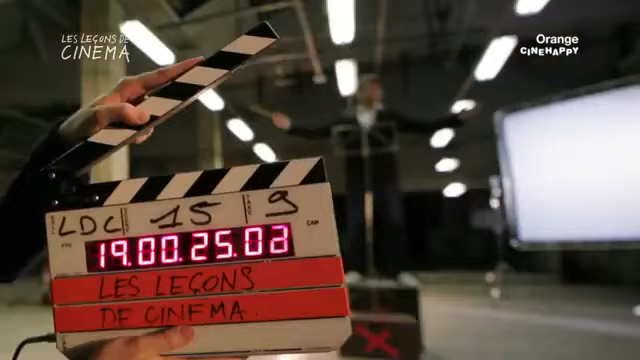 LES LEÇONS DE
CINEMA
Orange
CINEHAPPY
LDC 15 9
19.00.25.02
LES LEÇONS
DE CINEMA.